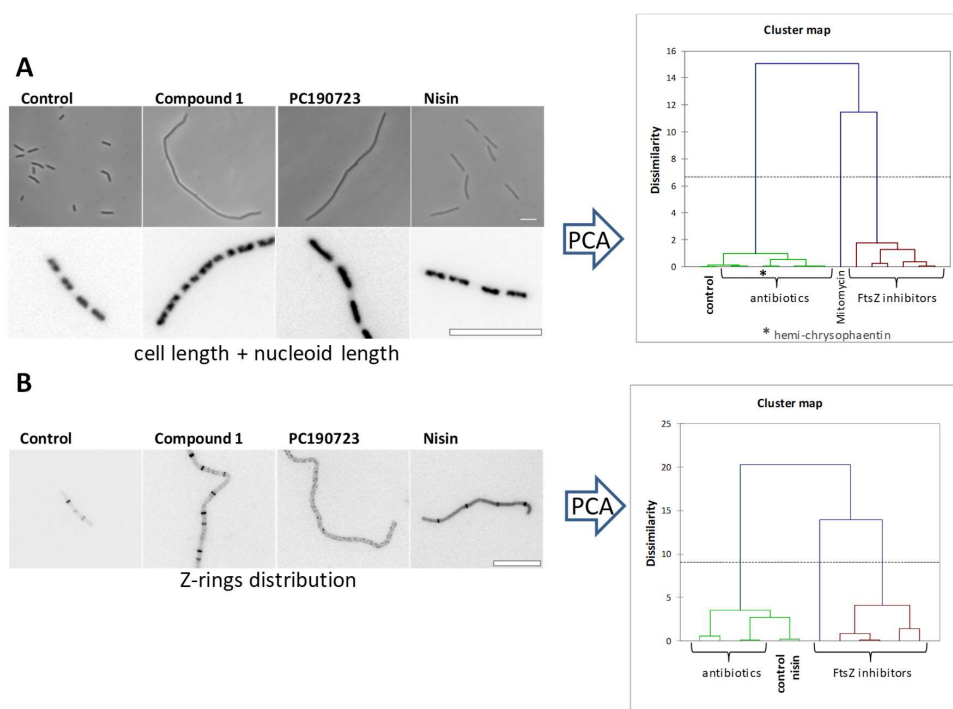 A
Control
Compound 1
PC190723
Nisin
cell length + nucleoid length
PCA
Cluster map
Dissimilarity
16
14
12
10
8
6
4
2
0
control
antibiotics
Mitomycin
FtsZ inhibitors
* 
* hemi-chrysophaentin
B
Control
Compound 1
PC190723
Nisin
Z-rings distribution
PCA
Cluster map
Dissimilarity
25
20
15
10
5
0
antibiotics
control
nisin
FtsZ inhibitors